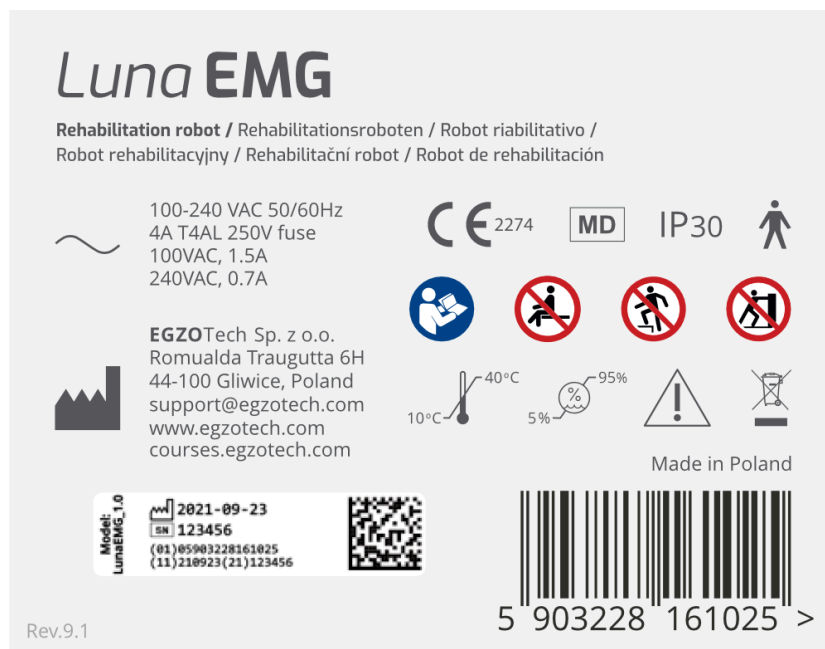 Luna EMG
Rehabilitation robot / Rehabilitationsroboten / Robot riabilitativo /
Robot rehabilitacyjny / Rehabilitační robot / Robot de rehabilitación
100-240 VAC 50/60Hz
4A T4AL 250V fuse
100VAC, 1.5A
240VAC, 0.7A
CE 2274
MD
IP30
EGZOTech Sp. z o.o.
Romualda Traugutta 6H
44-100 Gliwice, Poland
support@egzotech.com
www.egzotech.com
courses.egzotech.com
40°C
10°C
%
95%
5%
!
Made in Poland
Model:
LunaEMG_1.0
2021-09-23
SN 123456
(01)05903228161025
(11)210923(21)123456
5 903228 161025 >
Rev.9.1